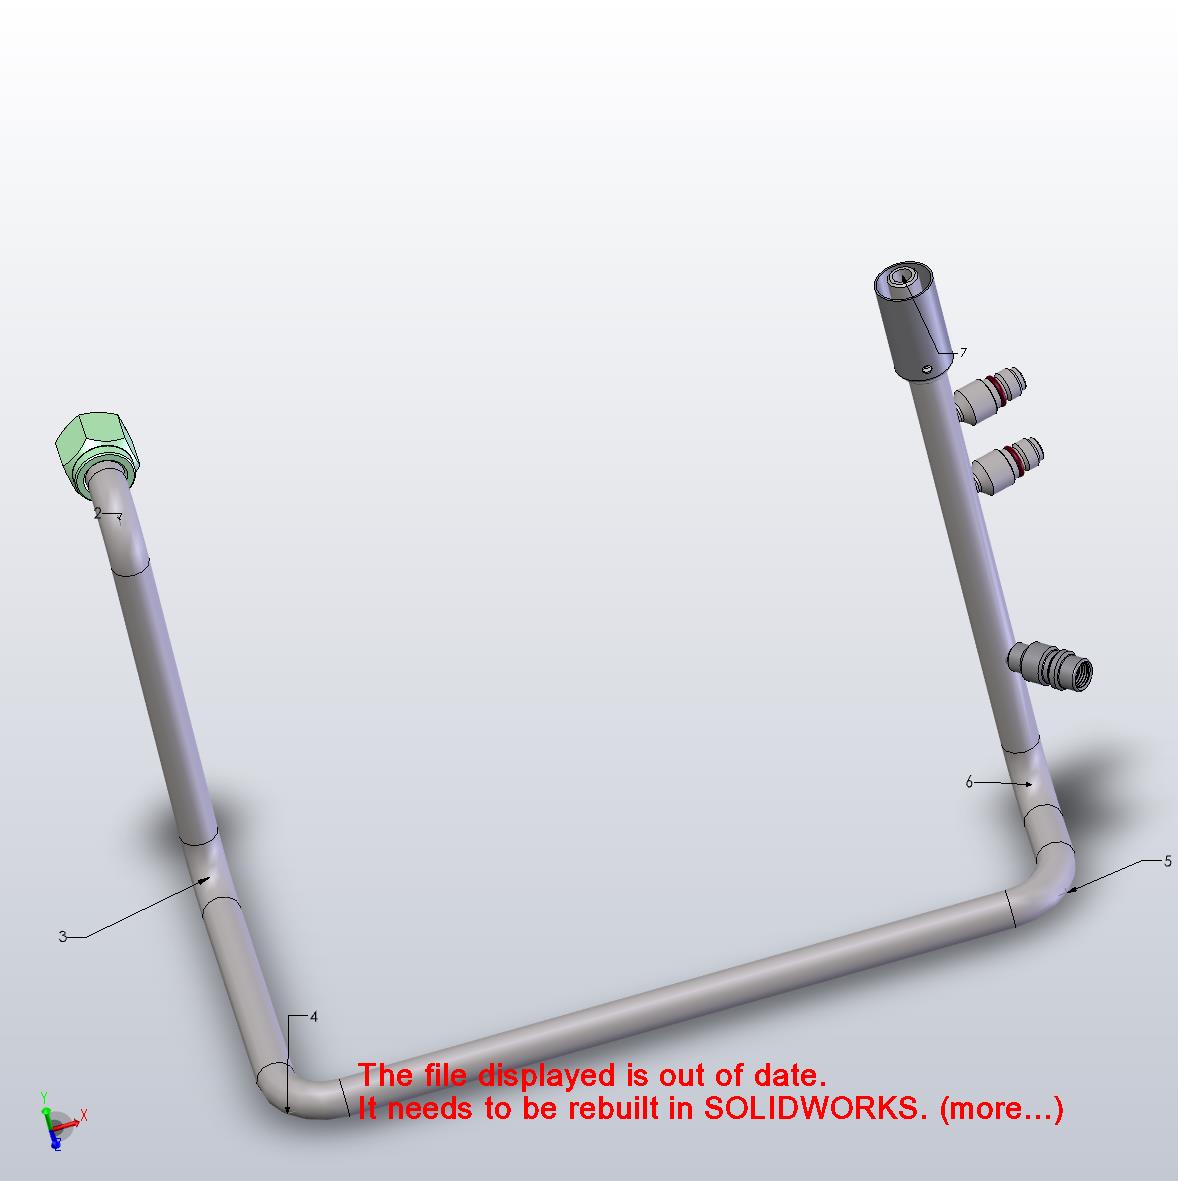 7
2
6
5
3
4
The file displayed is out of date.
It needs to be rebuilt in SOLIDWORKS. (more...)
Y
X
Z